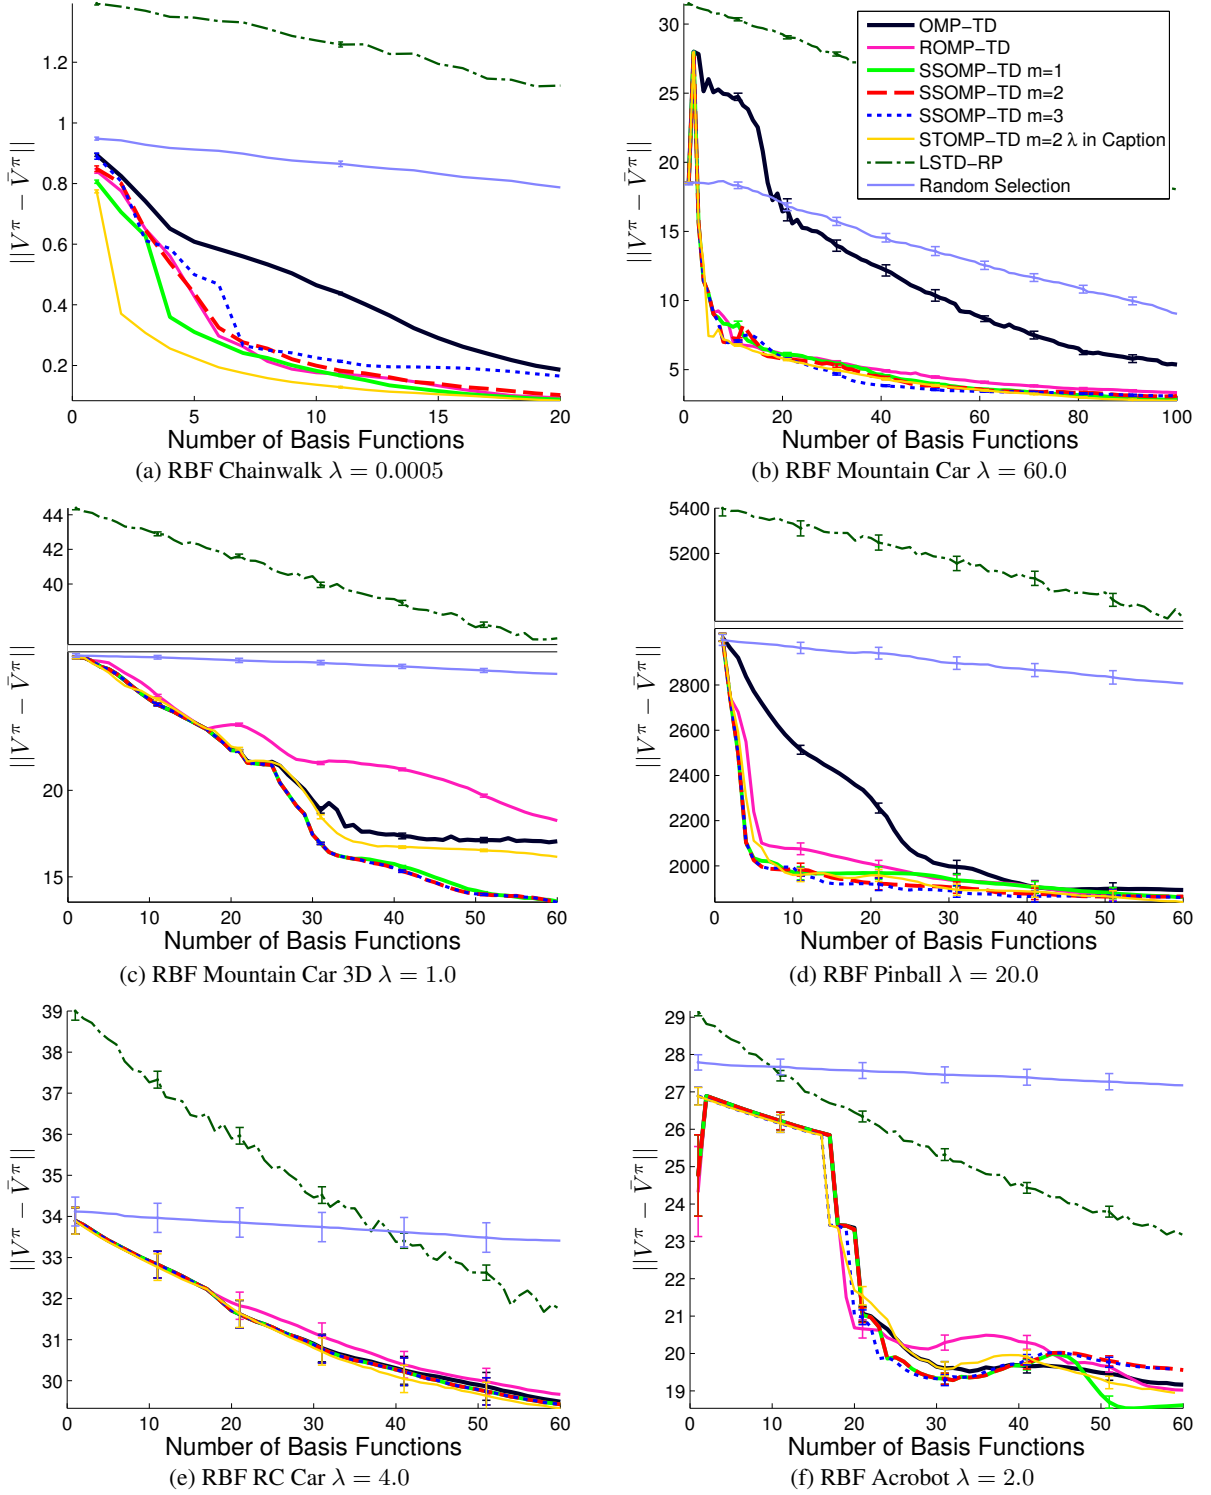 ||V^π − V̄^π||
1.2
1
0.8
0.6
0.4
0.2
0 5 10 15 20
Number of Basis Functions
(a) RBF Chainwalk λ = 0.0005
||V^π − V̄^π||
30
25
20
15
10
5
0 20 40 60 80 100
Number of Basis Functions
OMP−TD
ROMP−TD
SSOMP−TD m=1
SSOMP−TD m=2
SSOMP−TD m=3
STOMP−TD m=2 λ in Caption
LSTD−RP
Random Selection
(b) RBF Mountain Car λ = 60.0
||V^π − V̄^π||
44
42
40
20
15
0 10 20 30 40 50 60
Number of Basis Functions
(c) RBF Mountain Car 3D λ = 1.0
||V^π − V̄^π||
5400
5200
2800
2600
2400
2200
2000
0 10 20 30 40 50 60
Number of Basis Functions
(d) RBF Pinball λ = 20.0
||V^π − V̄^π||
39
38
37
36
35
34
33
32
31
30
0 10 20 30 40 50 60
Number of Basis Functions
(e) RBF RC Car λ = 4.0
||V^π − V̄^π||
29
28
27
26
25
24
23
22
21
20
19
0 10 20 30 40 50 60
Number of Basis Functions
(f) RBF Acrobot λ = 2.0